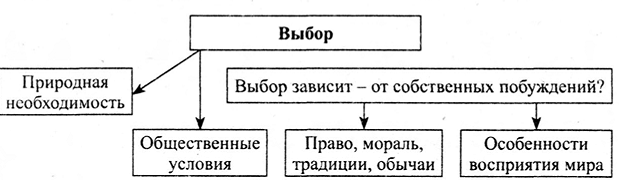 Выбор
Природная
необходимость
Выбор зависит – от собственных побуждений?
Общественные
условия
Право, мораль,
традиции, обычаи
Особенности
восприятия мира